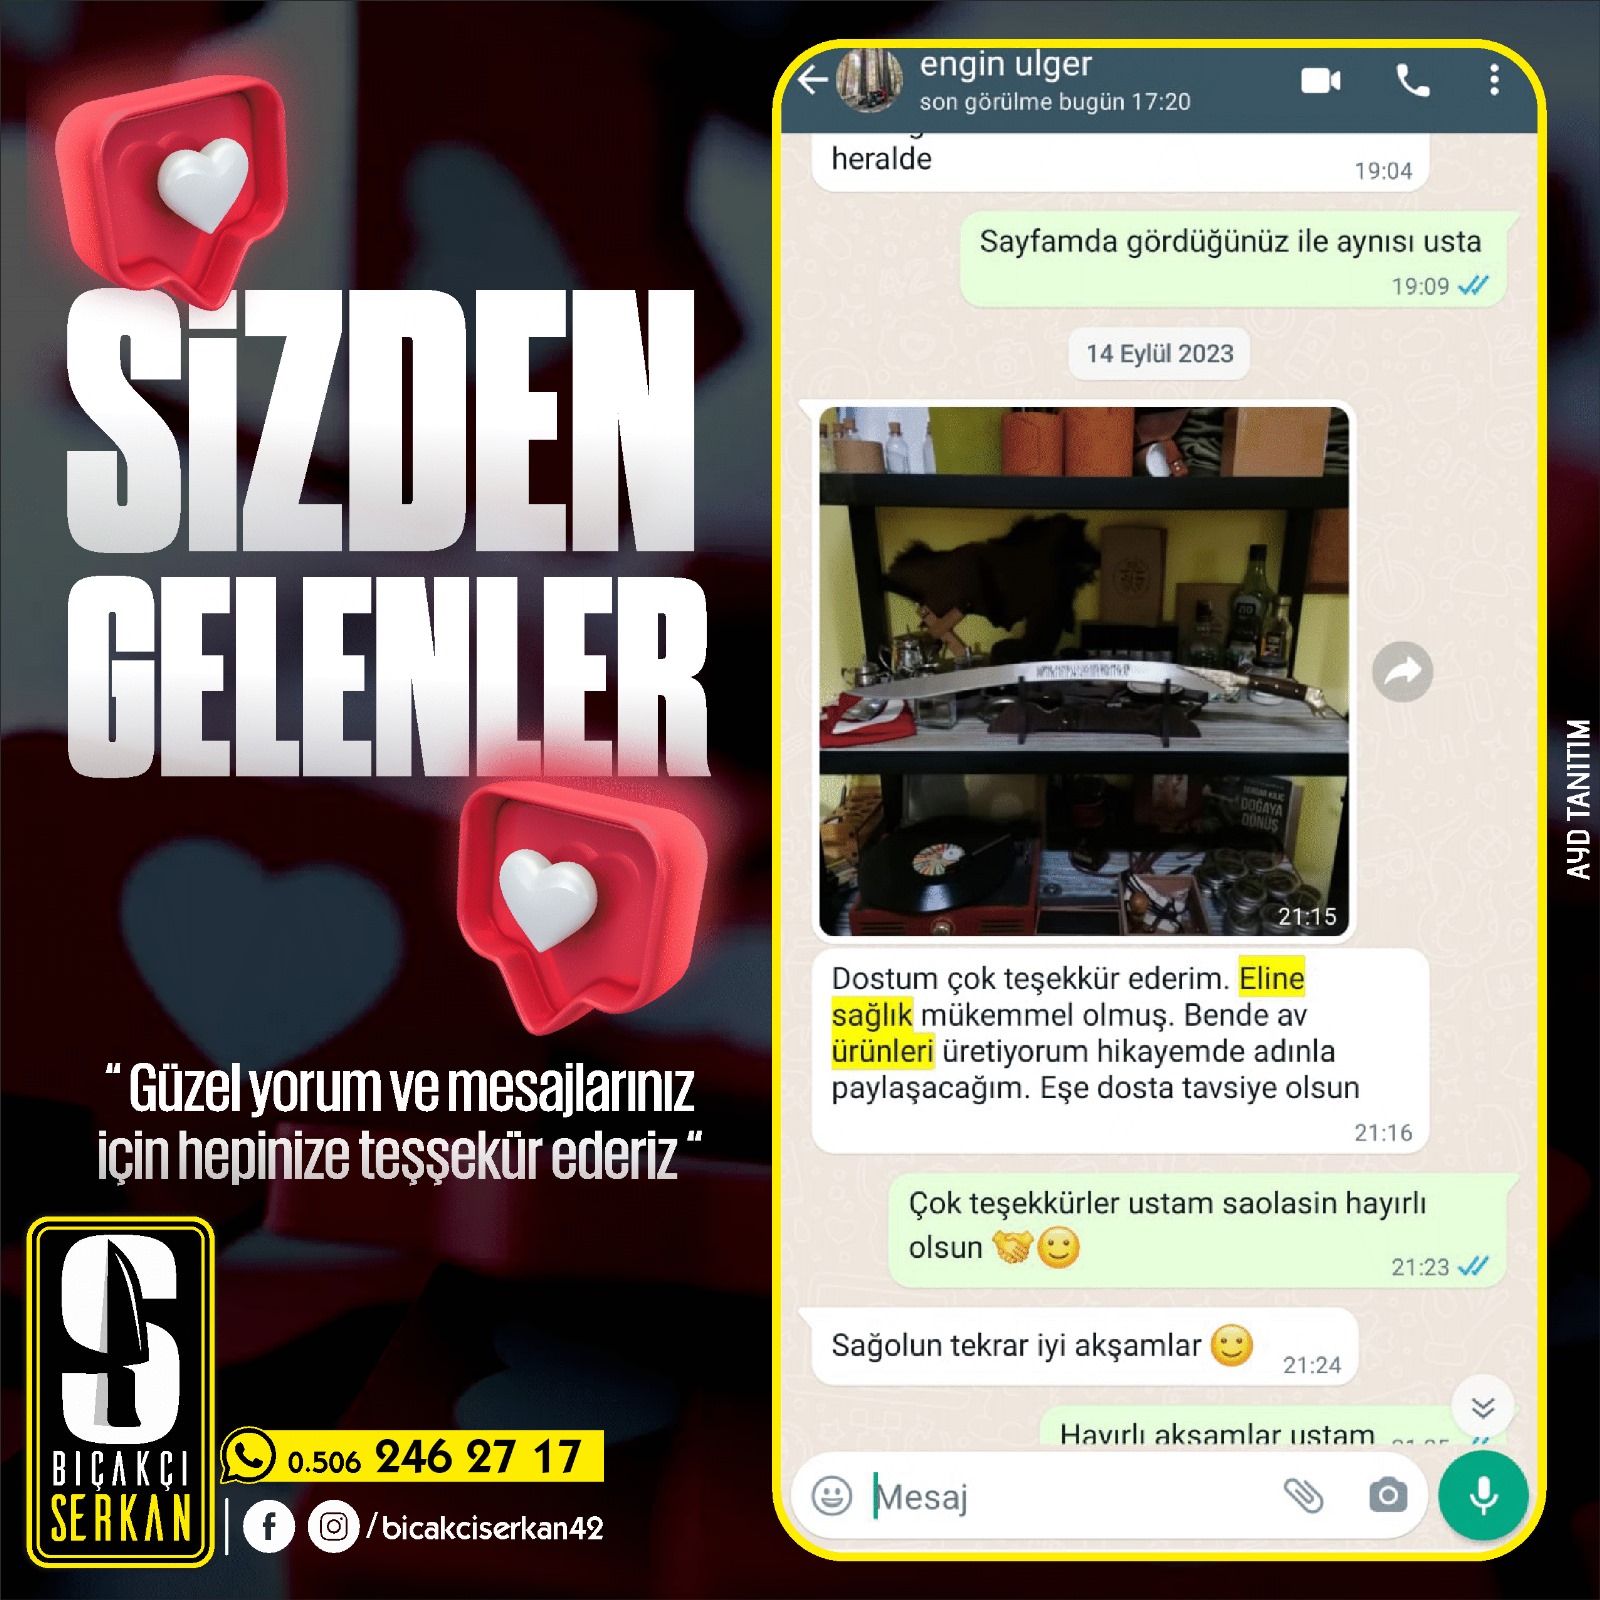 SİZDEN
GELENLER
“ Güzel yorum ve mesajlarınız
için hepinize teşşekür ederiz “
S
BIÇAKÇI
SERKAN
0.506 246 27 17
/bicakciserkan42
engin ulger
son görülme bugün 17:20
heralde
19:04
Sayfamda gördüğünüz ile aynısı usta
19:09
14 Eylül 2023
DOĞAYA
DÖNÜŞ
21:15
Dostum çok teşekkür ederim. Eline
sağlık mükemmel olmuş. Bende av
ürünleri üretiyorum hikayemde adınla
paylaşacağım. Eşe dosta tavsiye olsun
21:16
Çok teşekkürler ustam saolasin hayırlı
olsun
21:23
Sağolun tekrar iyi akşamlar
21:24
Hayırlı akşamlar ustam
Mesaj
AYD TANITIM